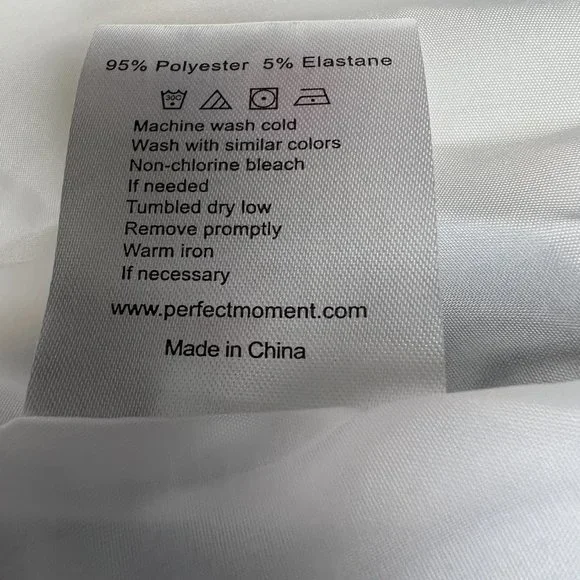 95% Polyester 5% Elastane
30C
Machine wash cold
Wash with similar colors
Non-chlorine bleach
If needed
Tumbled dry low
Remove promptly
Warm iron
If necessary
www.perfectmoment.com
Made in China